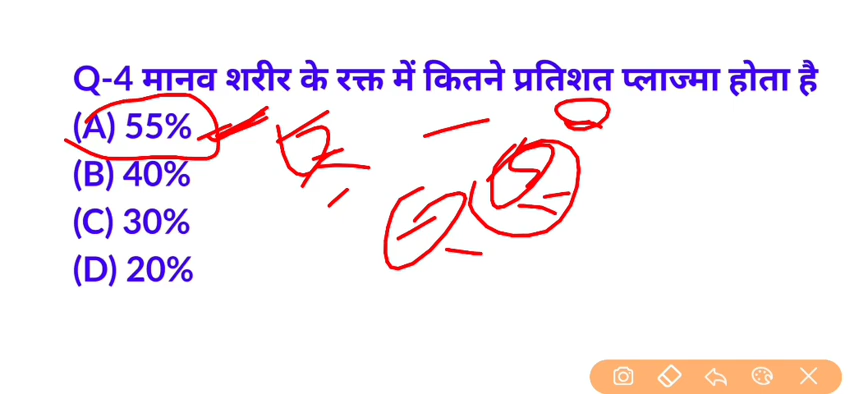 Q-4 मानव शरीर के रक्त में कितने प्रतिशत प्लाज्मा होता है
(A) 55%
(B) 40%
(C) 30%
(D) 20%